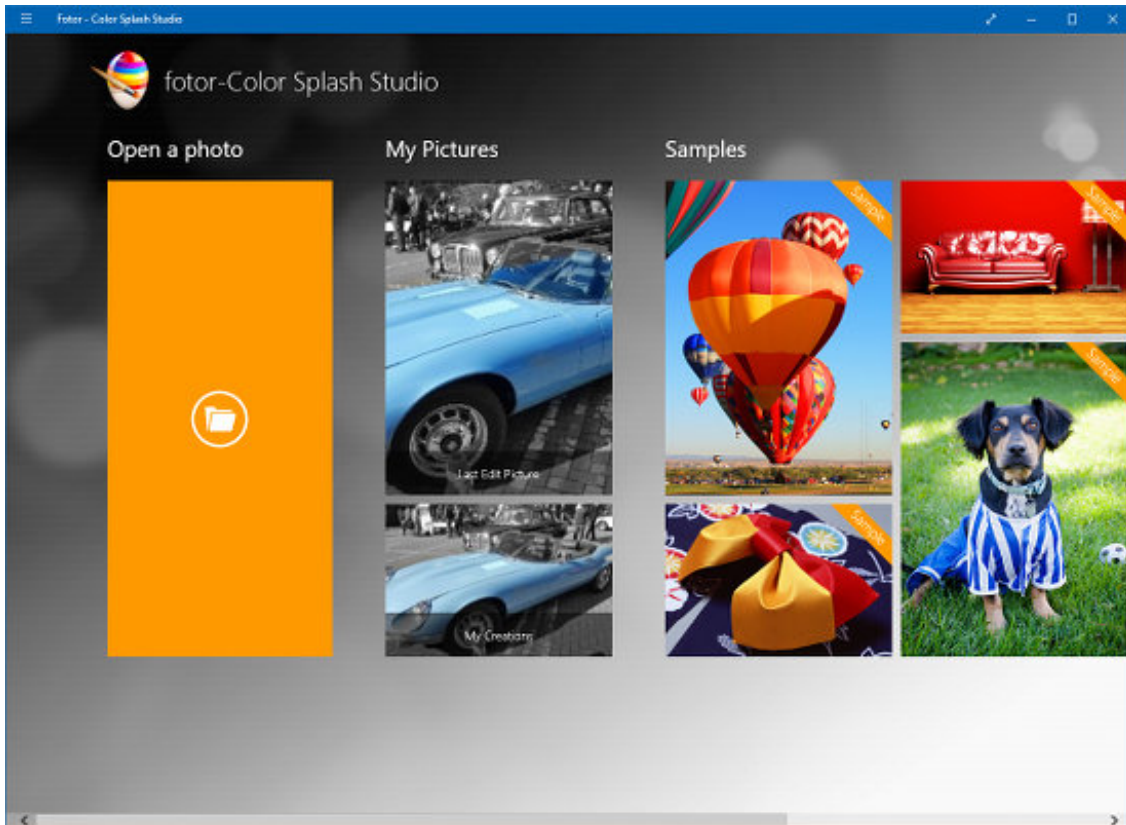 Fotor - Color Splash Studio
fotor-Color Splash Studio
Open a photo
My Pictures
Samples
Sample
Sample
Sample
Last Edit Picture
Sample
My Creations